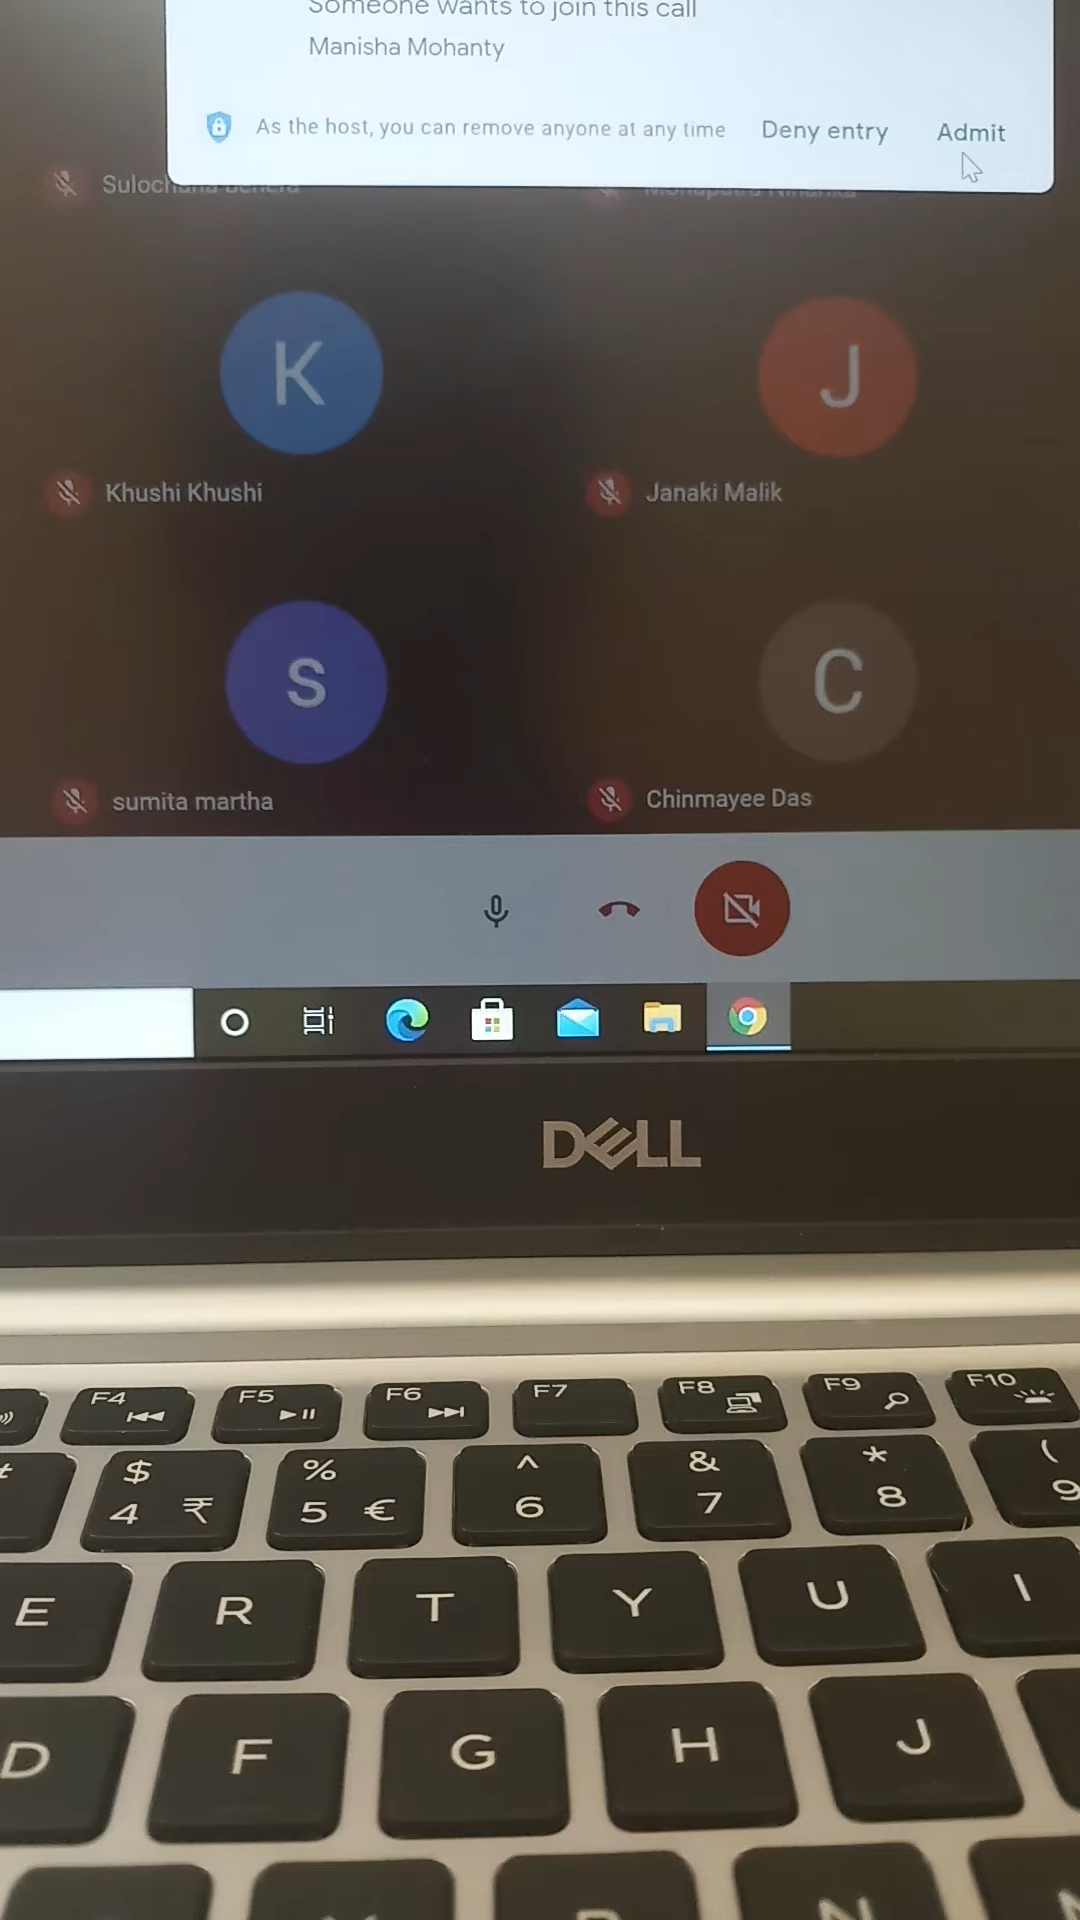 Someone wants to join this call
Manisha Mohanty
As the host, you can remove anyone at any time
Deny entry
Admit
Sulochana Behera
K
J
Khushi Khushi
Janaki Malik
S
C
sumita martha
Chinmayee Das
DELL
F4
F5
F6
F7
F8
F9
F10
$
4 ₹
%
5 €
^
6
&
7
*
8
(
9
E
R
T
Y
U
I
D
F
G
H
J